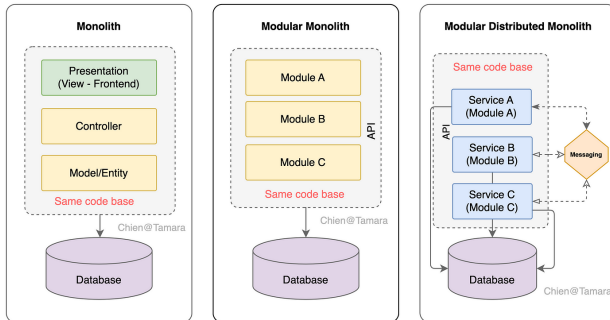 Monolith
Presentation
(View - Frontend)
Controller
Model/Entity
Same code base
Chien@Tamara
Database
Modular Monolith
Module A
Module B
API
Module C
Same code base
Chien@Tamara
Database
Modular Distributed Monolith
Same code base
Service A
(Module A)
API
Service B
(Module B)
Messaging
Service C
(Module C)
Database
Chien@Tamara